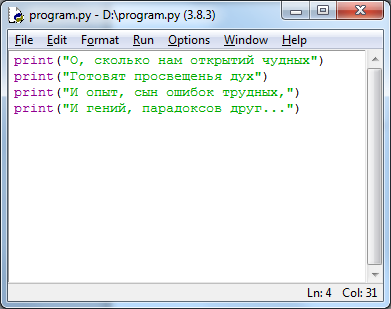 program.py - D:\program.py (3.8.3)
File Edit Format Run Options Window Help
print("О, сколько нам открытий чудных")
print("Готовят просвещенья дух")
print("И опыт, сын ошибок трудных,")
print("И гений, парадоксов друг...")
Ln: 4 Col: 31